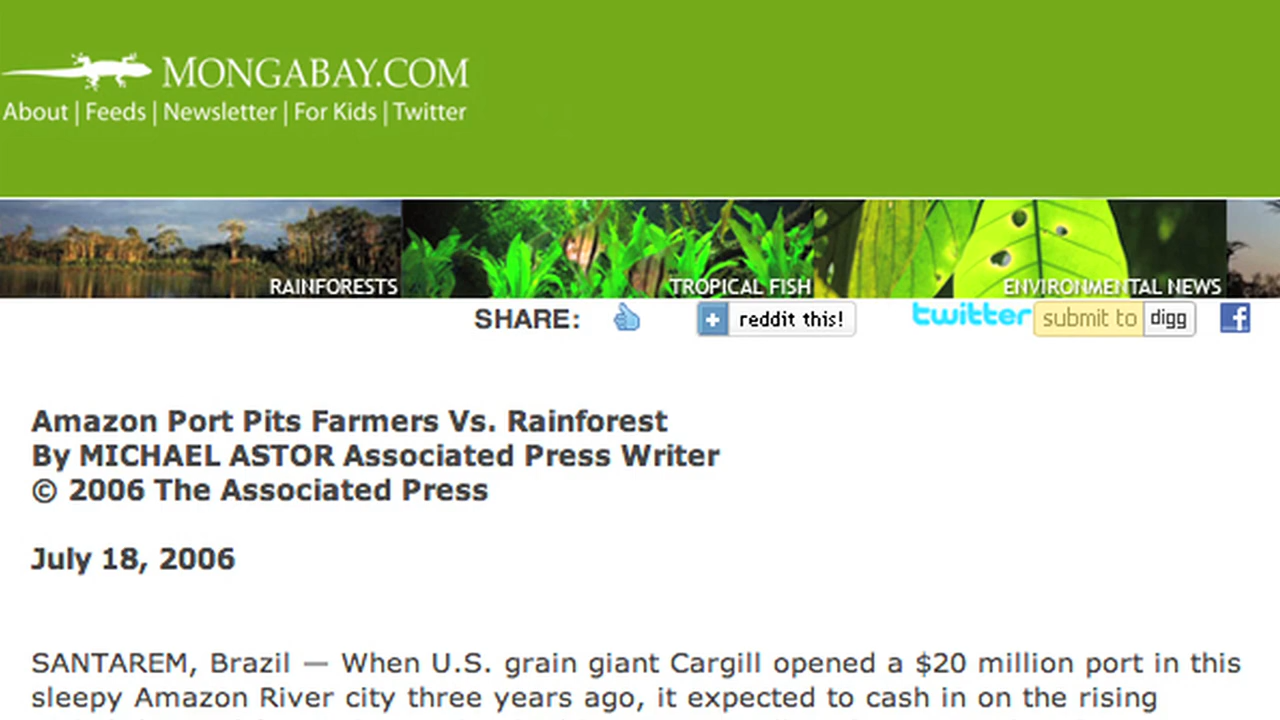 MONGABAY.COM
About | Feeds | Newsletter | For Kids | Twitter
RAINFORESTS
TROPICAL FISH
ENVIRONMENTAL NEWS
SHARE:
+ reddit this!
twitter
submit to digg
f
Amazon Port Pits Farmers Vs. Rainforest
By MICHAEL ASTOR Associated Press Writer
© 2006 The Associated Press
July 18, 2006
SANTAREM, Brazil — When U.S. grain giant Cargill opened a $20 million port in this
sleepy Amazon River city three years ago, it expected to cash in on the rising